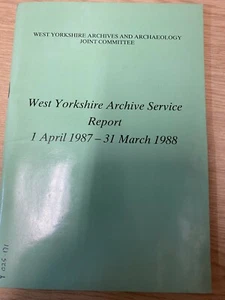 WEST YORKSHIRE ARCHIVES AND ARCHAEOLOGY
JOINT COMMITTEE
West Yorkshire Archive Service
Report
1 April 1987 – 31 March 1988